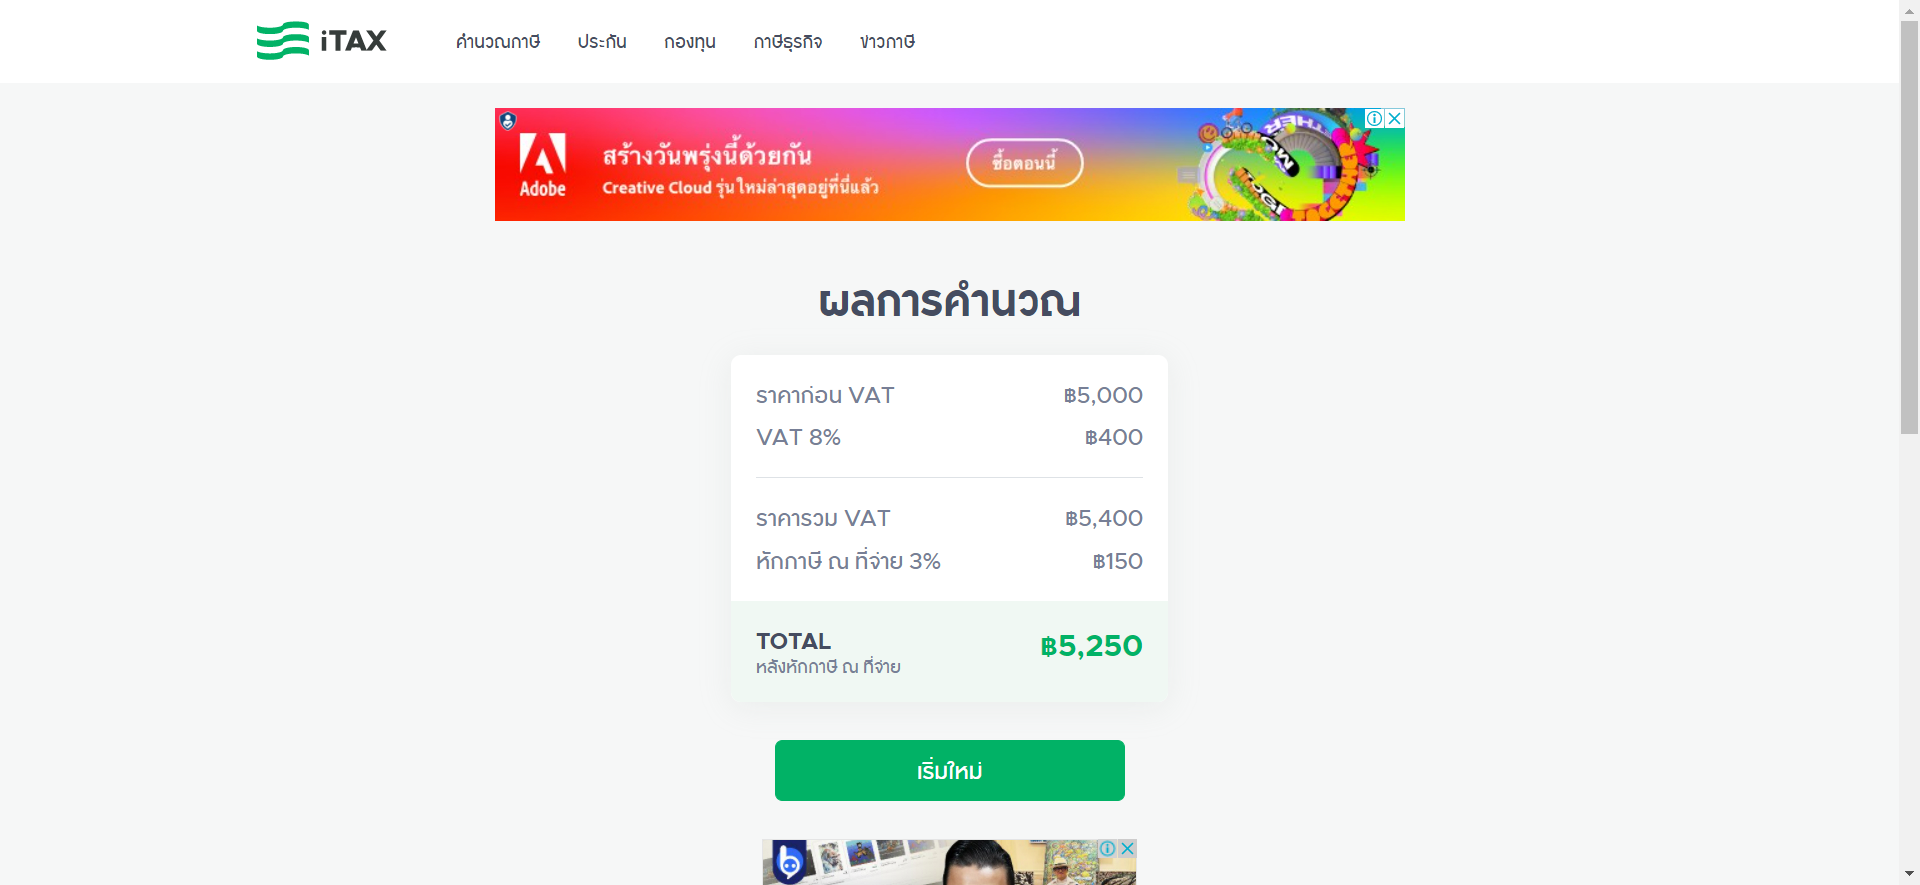 iTAX
คำนวณภาษี ประกัน กองทุน ภาษีธุรกิจ ข่าวภาษี
Adobe
สร้างวันพรุ่งนี้ด้วยกัน
Creative Cloud รุ่นใหม่ล่าสุดอยู่ที่นี่แล้ว
ซื้อตอนนี้
ผลการคำนวณ
ราคาก่อน VAT ฿5,000
VAT 8% ฿400
ราคารวม VAT ฿5,400
หักภาษี ณ ที่จ่าย 3% ฿150
TOTAL ฿5,250
หลังหักภาษี ณ ที่จ่าย
เริ่มใหม่